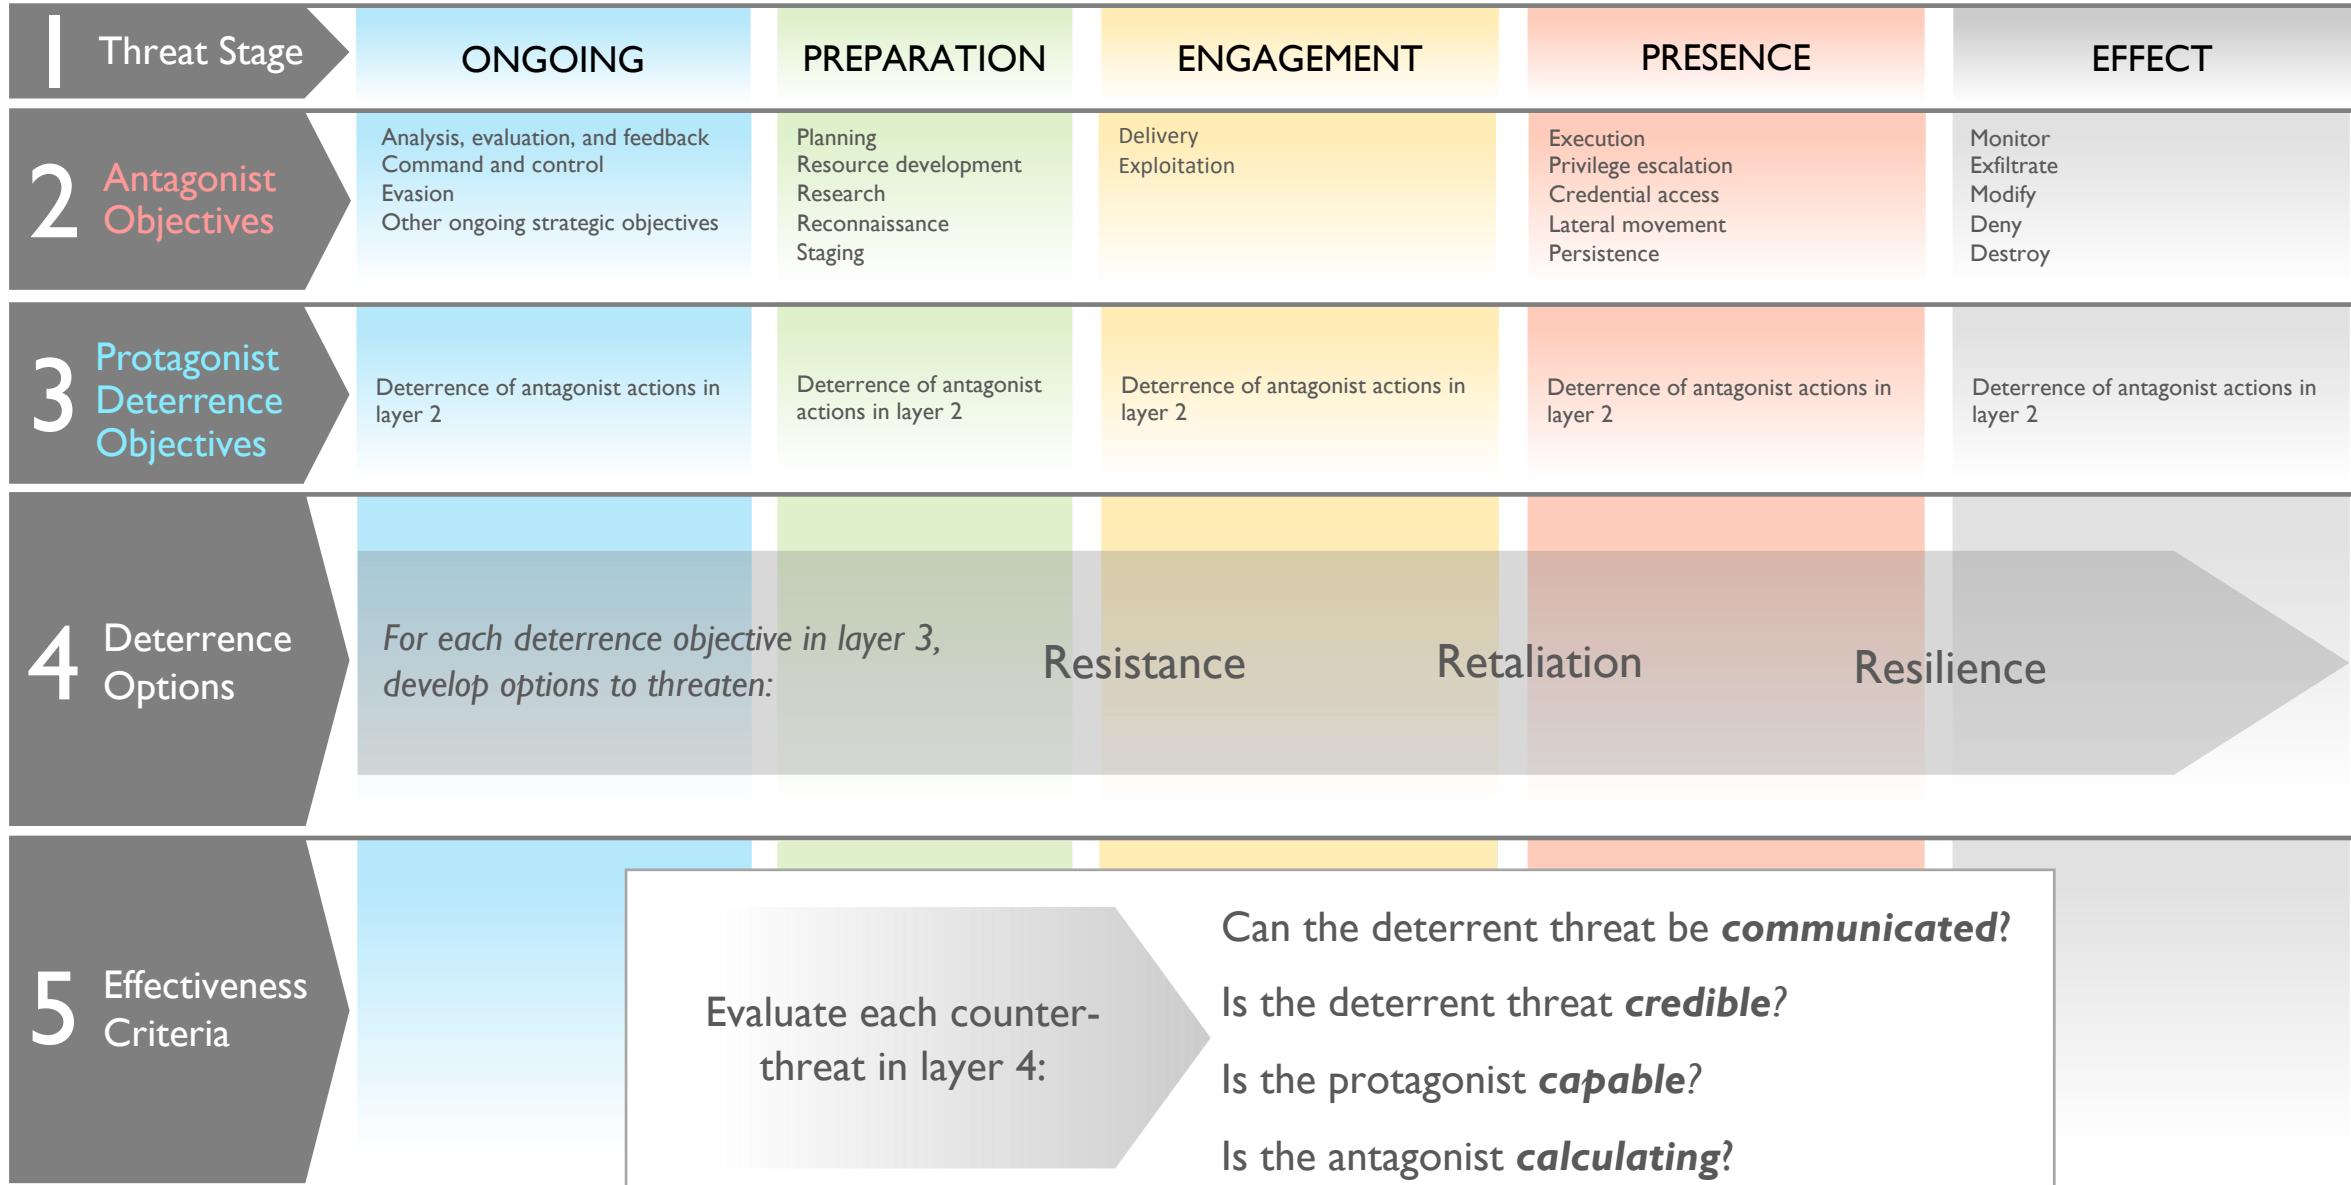 1 Threat Stage
ONGOING
PREPARATION
ENGAGEMENT
PRESENCE
EFFECT
2 Antagonist
Objectives
Analysis, evaluation, and feedback
Command and control
Evasion
Other ongoing strategic objectives
Planning
Resource development
Research
Reconnaissance
Staging
Delivery
Exploitation
Execution
Privilege escalation
Credential access
Lateral movement
Persistence
Monitor
Exfiltrate
Modify
Deny
Destroy
3 Protagonist
Deterrence
Objectives
Deterrence of antagonist actions in
layer 2
Deterrence of antagonist
actions in layer 2
Deterrence of antagonist actions in
layer 2
Deterrence of antagonist actions in
layer 2
Deterrence of antagonist actions in
layer 2
4 Deterrence
Options
For each deterrence objective in layer 3,
develop options to threaten:
Resistance
Retaliation
Resilience
5 Effectiveness
Criteria
Evaluate each counter-
threat in layer 4:
Can the deterrent threat be communicated?
Is the deterrent threat credible?
Is the protagonist capable?
Is the antagonist calculating?